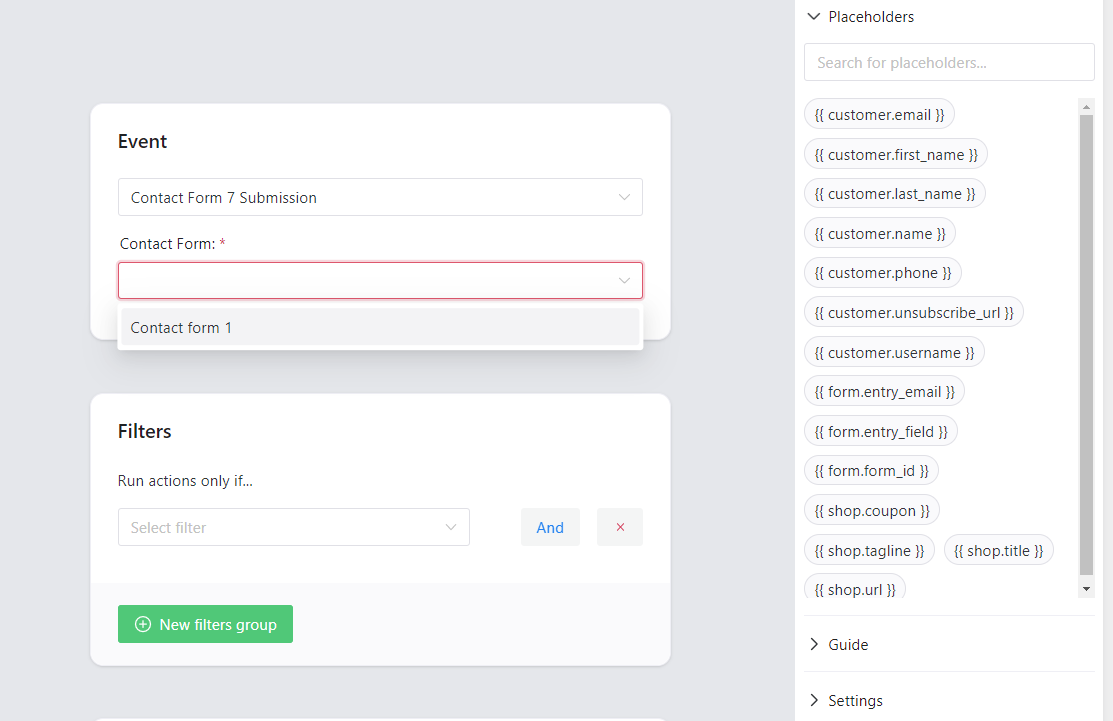 Event
Contact Form 7 Submission
Contact Form: *
Contact form 1
Filters
Run actions only if...
Select filter
And
×
New filters group
Placeholders
Search for placeholders...
{{ customer.email }}
{{ customer.first_name }}
{{ customer.last_name }}
{{ customer.name }}
{{ customer.phone }}
{{ customer.unsubscribe_url }}
{{ customer.username }}
{{ form.entry_email }}
{{ form.entry_field }}
{{ form.form_id }}
{{ shop.coupon }}
{{ shop.tagline }} {{ shop.title }}
{{ shop.url }}
Guide
Settings